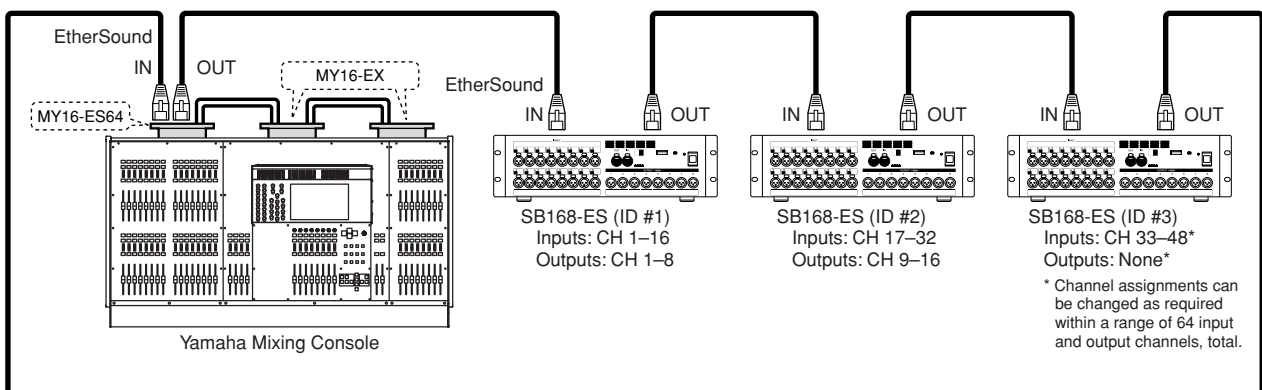 EtherSound
IN
OUT
MY16-EX
MY16-ES64
Yamaha Mixing Console
EtherSound
IN
OUT
SB168-ES (ID #1)
Inputs: CH 1–16
Outputs: CH 1–8
IN
OUT
SB168-ES (ID #2)
Inputs: CH 17–32
Outputs: CH 9–16
IN
OUT
SB168-ES (ID #3)
Inputs: CH 33–48*
Outputs: None*
* Channel assignments can
be changed as required
within a range of 64 input
and output channels, total.